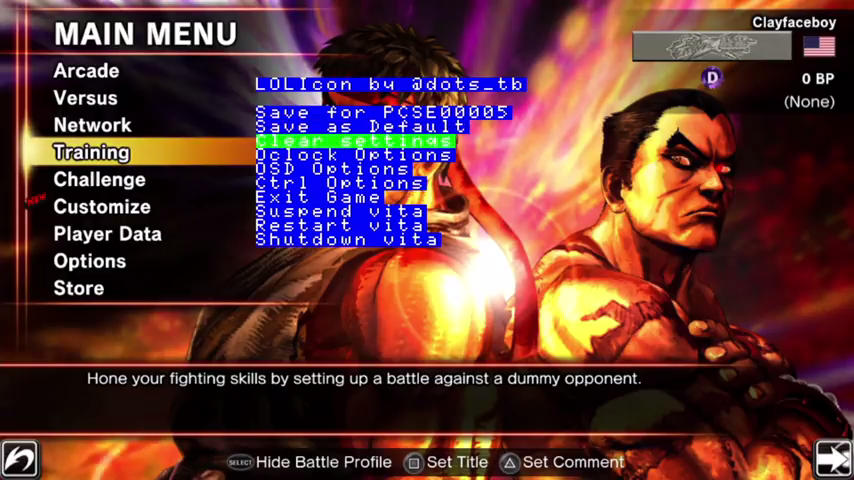 MAIN MENU
Clayfaceboy
Arcade
Versus
Network
Training
Challenge
NEW
Customize
Player Data
Options
Store
D
0 BP
(None)
LOLIcon by @dots_tb
Save for PCSE00005
Save as Default
Clear settings
Oclock Options
OSD Options
Ctrl Options
Exit Game
Suspend vita
Restart vita
Shutdown vita
Hone your fighting skills by setting up a battle against a dummy opponent.
SELECT Hide Battle Profile Set Title Set Comment